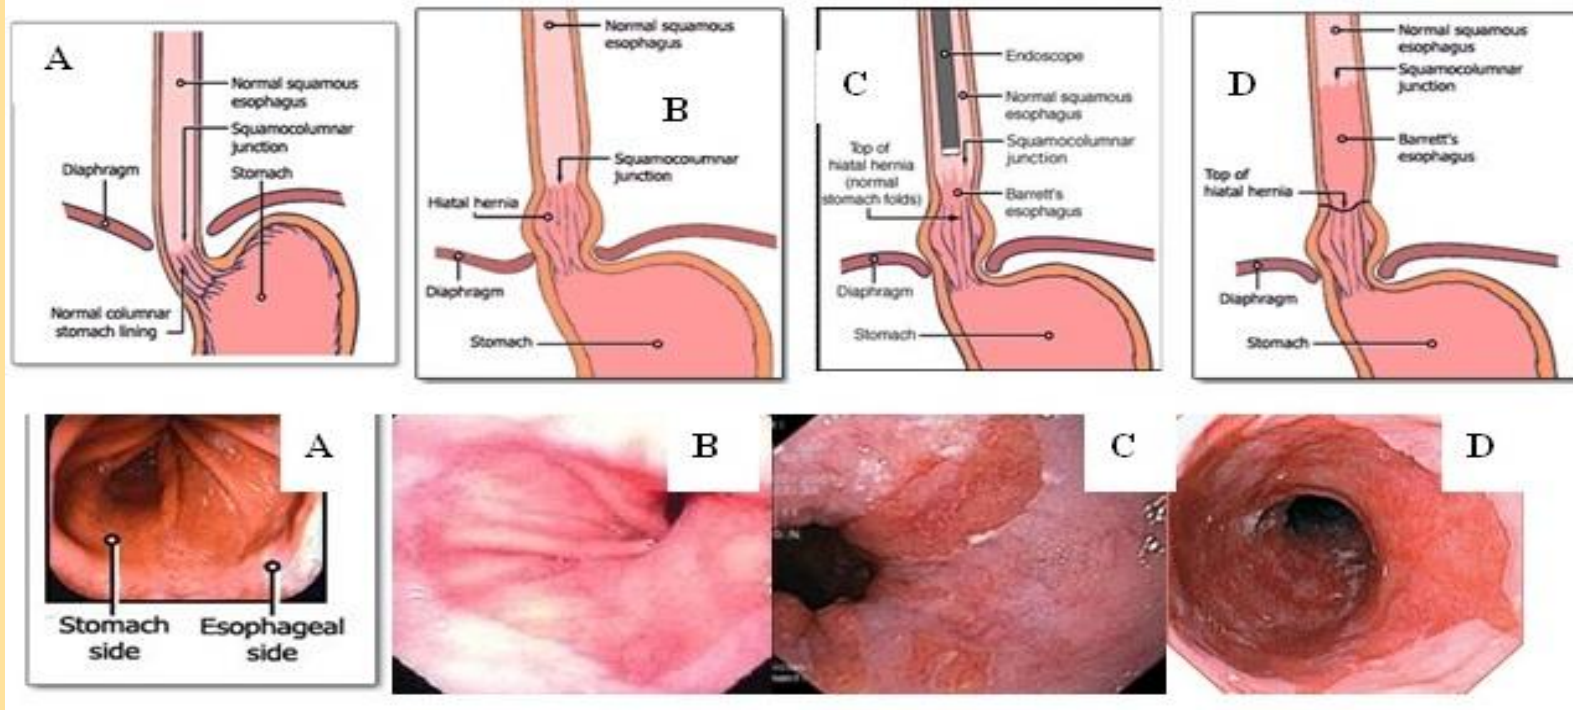 A
Normal squamous
esophagus
Squamocolumnar
junction
Diaphragm
Stomach
Normal columnar
stomach lining
Normal squamous
esophagus
B
Squamocolumnar
junction
Hiatal hernia
Diaphragm
Stomach
Endoscope
C
Normal squamous
esophagus
Top of
hiatal hernia
(normal
stomach folds)
Squamocolumnar
junction
Barrett's
esophagus
Diaphragm
Stomach
Normal squamous
esophagus
Squamocolumnar
junction
D
Barrett's
esophagus
Top of
hiatal hernia
Diaphragm
Stomach
A
Stomach
side
Esophageal
side
B
C
D